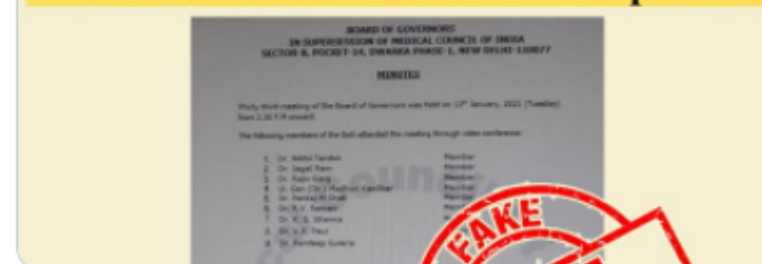 BOARD OF GOVERNORS
IN SUPERSESSION OF MEDICAL COUNCIL OF INDIA
SECTOR-8, POCKET-14, DWARKA PHASE-1, NEW DELHI-110077
MINUTES
Thirty third meeting of the Board of Governors was held on 12th January, 2021 (Tuesday)
from 2:30 P.M onward.
The following members of the BoG attended the meeting through video conference:
1. Dr. Nikhil Tandon Member
2. Dr. Jagat Ram Member
3. Dr. Rajiv Garg Member
4. Lt. Gen (Dr.) Madhuri Kanitkar Member
5. Dr. Pankaj M Shah
6. Dr. B.V. Ramani
7. Dr. R. D. Sharma
8. Dr. V. K. Paul
9. Dr. Randeep Guleria
FAKE